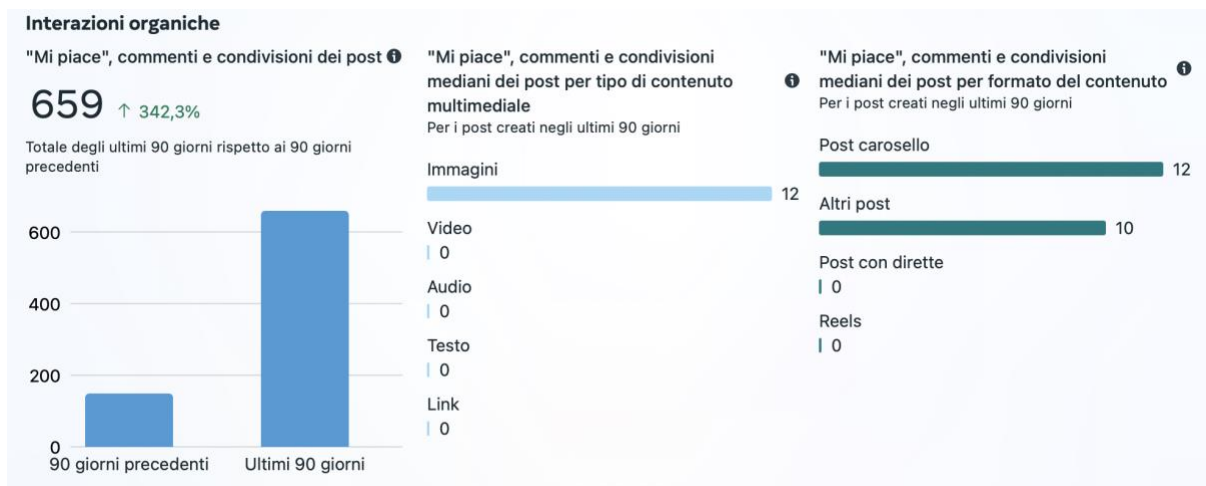 Interazioni organiche
"Mi piace", commenti e condivisioni dei post
659 ↑ 342,3%
Totale degli ultimi 90 giorni rispetto ai 90 giorni
precedenti
600
400
200
0
90 giorni precedenti
Ultimi 90 giorni
"Mi piace", commenti e condivisioni
mediani dei post per tipo di contenuto
multimediale
Per i post creati negli ultimi 90 giorni
Immagini
12
Video
0
Audio
0
Testo
0
Link
0
"Mi piace", commenti e condivisioni
mediani dei post per formato del contenuto
Per i post creati negli ultimi 90 giorni
Post carosello
12
Altri post
10
Post con dirette
0
Reels
0